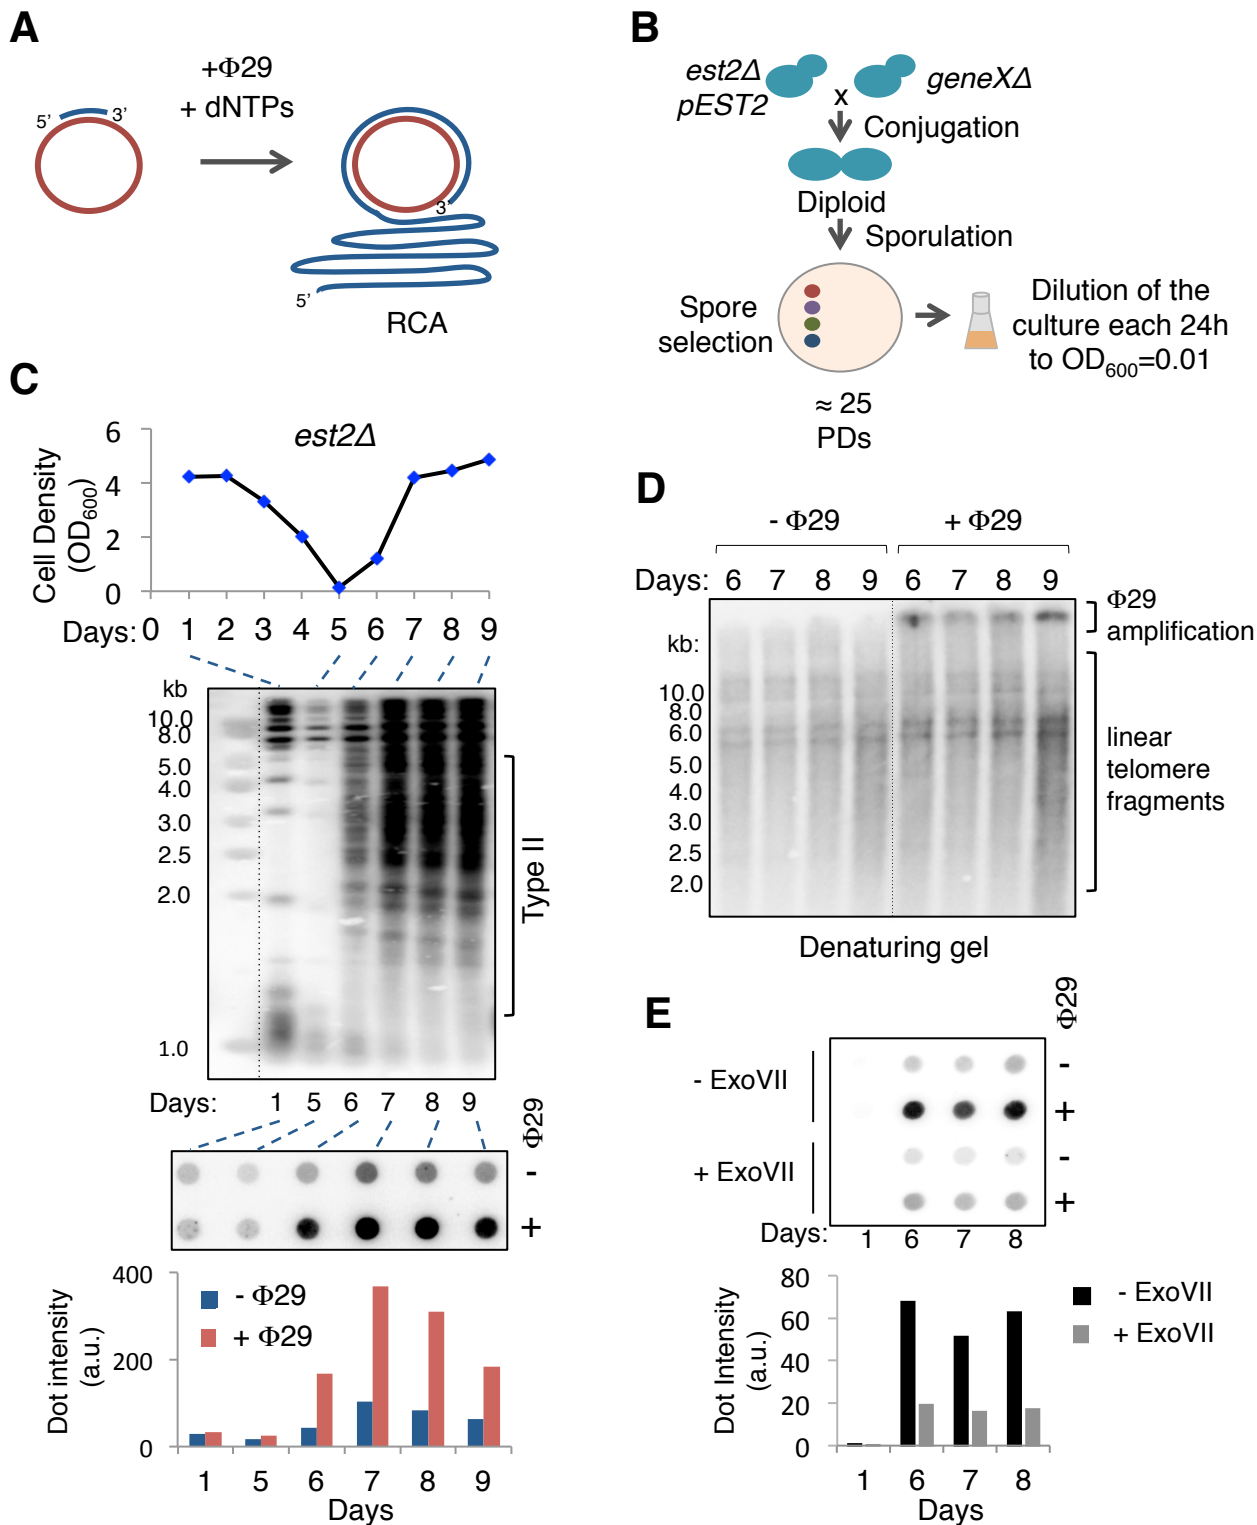 A
+Φ29
+ dNTPs
5’
3’
3’
5’
RCA
B
est2Δ
pEST2
x
geneXΔ
Conjugation
Diploid
Sporulation
Spore
selection
Dilution of the
culture each 24h
to OD600=0.01
≈ 25
PDs
C
est2Δ
Cell Density
(OD600)
6
4
2
0
Days: 0 1 2 3 4 5 6 7 8 9
kb
10.0
8.0
5.0
4.0
3.0
2.5
2.0
1.0
Type II
Days: 1 5 6 7 8 9
Φ29
-
+
Dot intensity
(a.u.)
400
200
0
- Φ29
+ Φ29
1 5 6 7 8 9
Days
D
- Φ29 + Φ29
Days: 6 7 8 9 6 7 8 9
kb:
10.0
8.0
6.0
5.0
4.0
3.0
2.5
2.0
Φ29
amplification
linear
telomere
fragments
Denaturing gel
E
Φ29
- ExoVII
-
+
+ ExoVII
-
+
Days: 1 6 7 8
Dot Intensity
(a.u.)
80
60
40
20
0
- ExoVII
+ ExoVII
1 6 7 8
Days